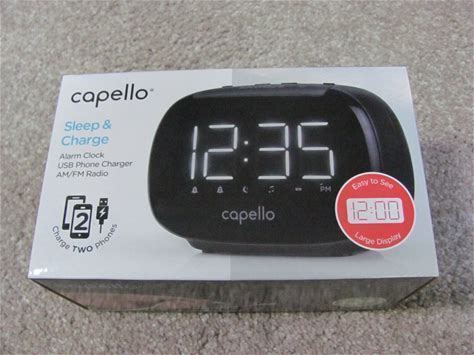 capello®
Sleep &
Charge
Alarm Clock
USB Phone Charger
AM/FM Radio
2
Charge TWO Phones
12:35
PM
capello
Easy to See
12:00
Large Display